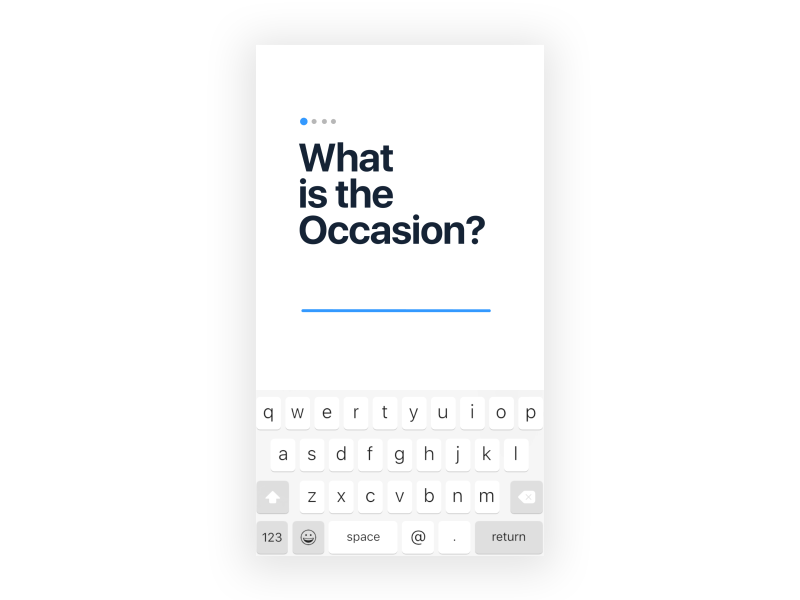 What
is the
Occasion?
q w e r t y u i o p
a s d f g h j k l
z x c v b n m
123 space @ . return